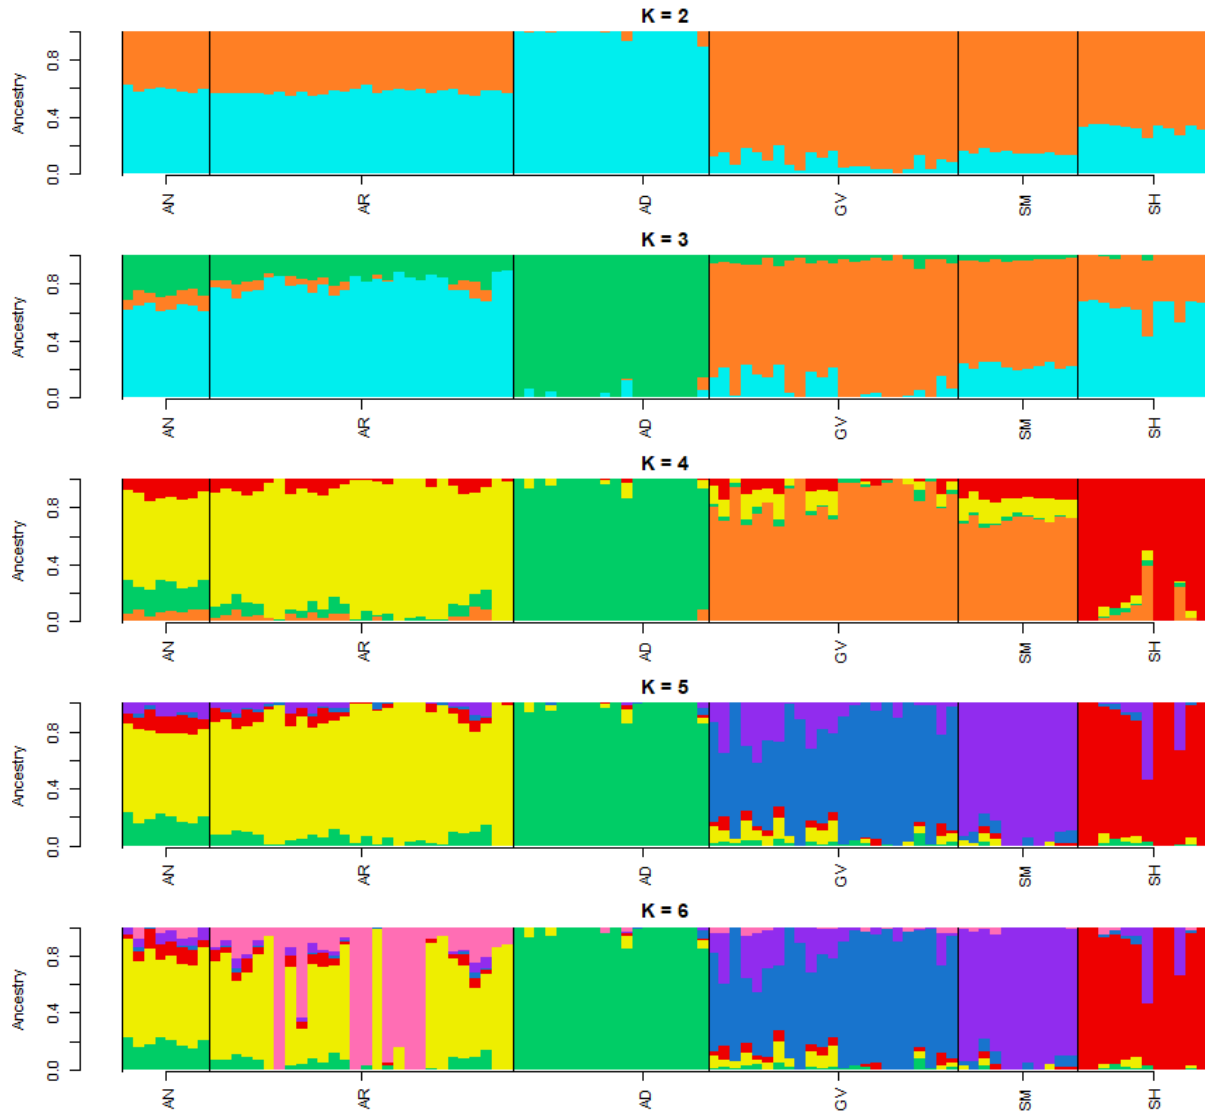 K = 2
Ancestry
0.0 0.4 0.8
AN AR AD GV SM SH
K = 3
Ancestry
0.0 0.4 0.8
AN AR AD GV SM SH
K = 4
Ancestry
0.0 0.4 0.8
AN AR AD GV SM SH
K = 5
Ancestry
0.0 0.4 0.8
AN AR AD GV SM SH
K = 6
Ancestry
0.0 0.4 0.8
AN AR AD GV SM SH